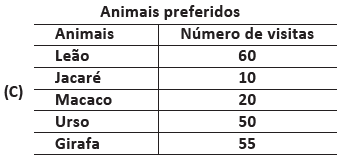 Animais preferidos
Animais Número de visitas
Leão 60
Jacaré 10
(C) Macaco 20
Urso 50
Girafa 55